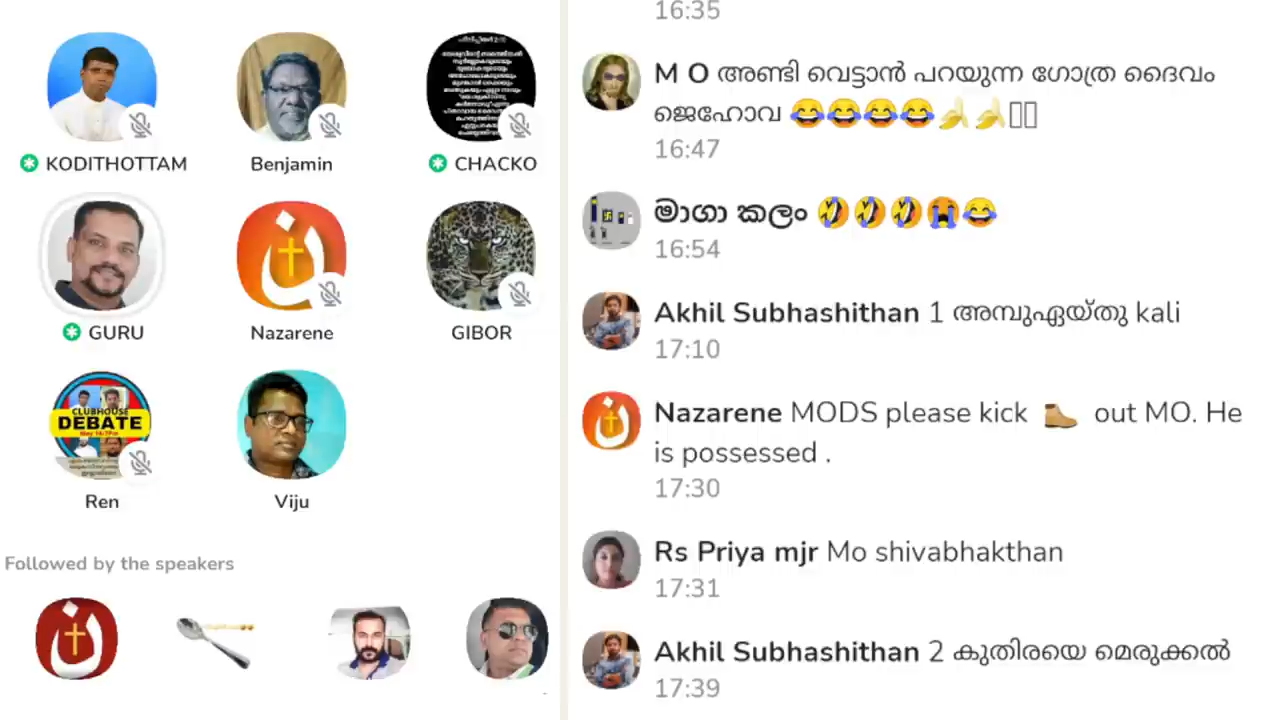 KODITHOTTAM
Benjamin
CHACKO
GURU
Nazarene
GIBOR
CLUBHOUSE
DEBATE
Ren
Viju
Followed by the speakers
16:35
M O അണ്ടി വെട്ടാൻ പറയുന്ന ഗോത്ര ദൈവം
ജെഹോവ 😂😂😂😂🍌🍌
16:47
മാഗാ കലം 🤣🤣🤣😭😂
16:54
Akhil Subhashithan 1 അമ്പുഏയ്തു kali
17:10
Nazarene MODS please kick 🥾 out MO. He
is possessed .
17:30
Rs Priya mjr Mo shivabhakthan
17:31
Akhil Subhashithan 2 കുതിരയെ മെരുക്കൽ
17:39